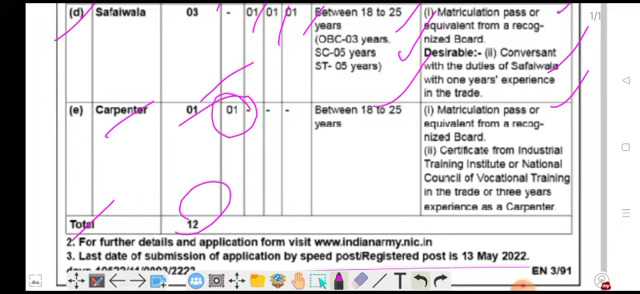 (d) Safaiwala 03 - 01 01 01 Between 18 to 25 (i) Matriculation pass or
years equivalent from a recog-
(OBC-03 years, nized Board.
SC-05 years Desirable:- (ii) Conversant
ST- 05 years) with the duties of Safaiwala
with one years' experience
in the trade.
(e) Carpenter 01 01 - - - Between 18 to 25 (i) Matriculation pass or
years equivalent from a recog-
nized Board.
(ii) Certificate from Industrial
Training Institute or National
Council of Vocational Training
in the trade or three years
experience as a Carpenter.
Total 12
2. For further details and application form visit www.indianarmy.nic.in
3. Last date of submission of application by speed post/Registered post is 13 May 2022.
EN 3/91
1/1
T